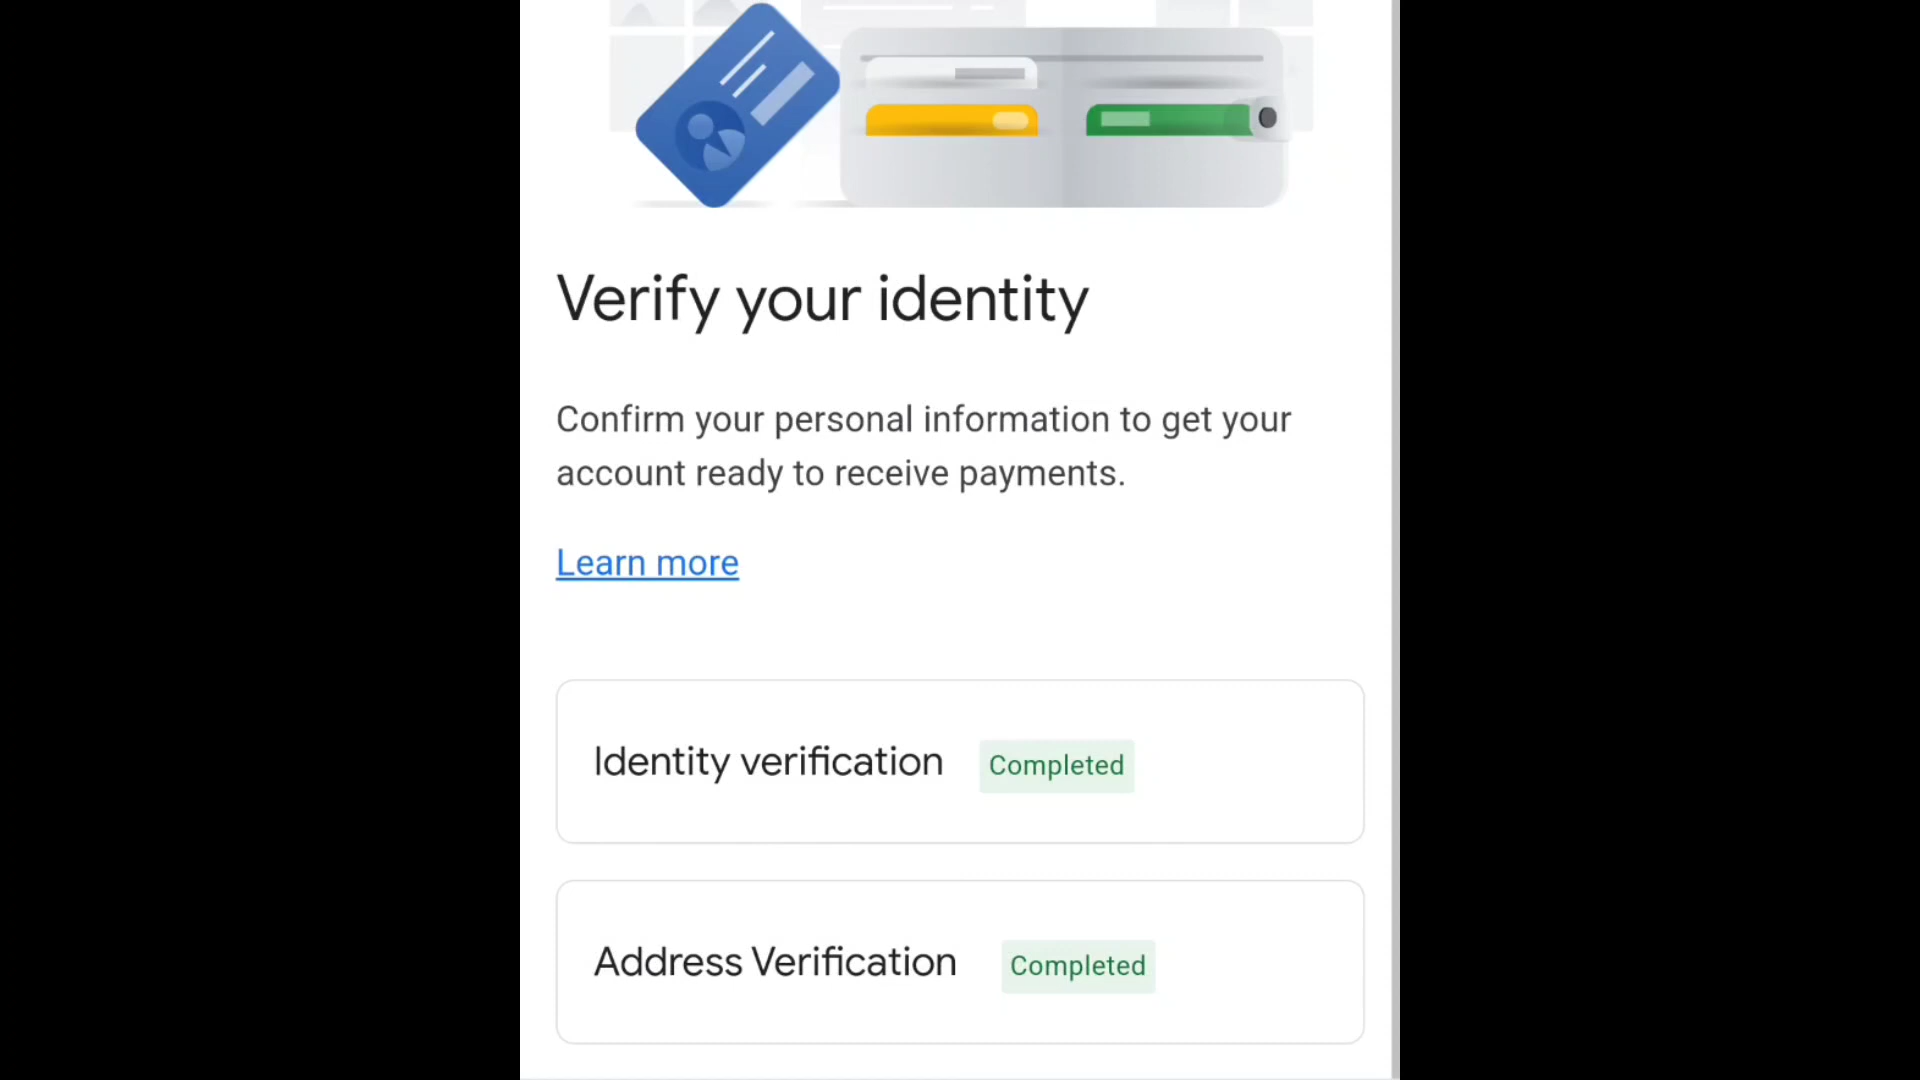 Verify your identity
Confirm your personal information to get your
account ready to receive payments.
Learn more
Identity verification Completed
Address Verification Completed